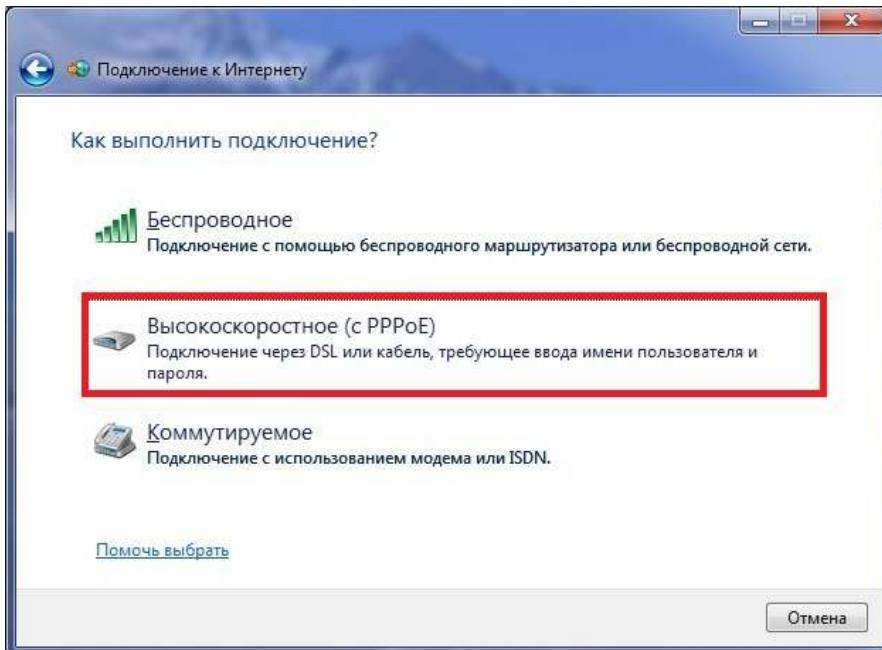 Подключение к Интернету
Как выполнить подключение?
Беспроводное
Подключение с помощью беспроводного маршрутизатора или беспроводной сети.
Высокоскоростное (с PPPoE)
Подключение через DSL или кабель, требующее ввода имени пользователя и
пароля.
Коммутируемое
Подключение с использованием модема или ISDN.
Помочь выбрать
Отмена